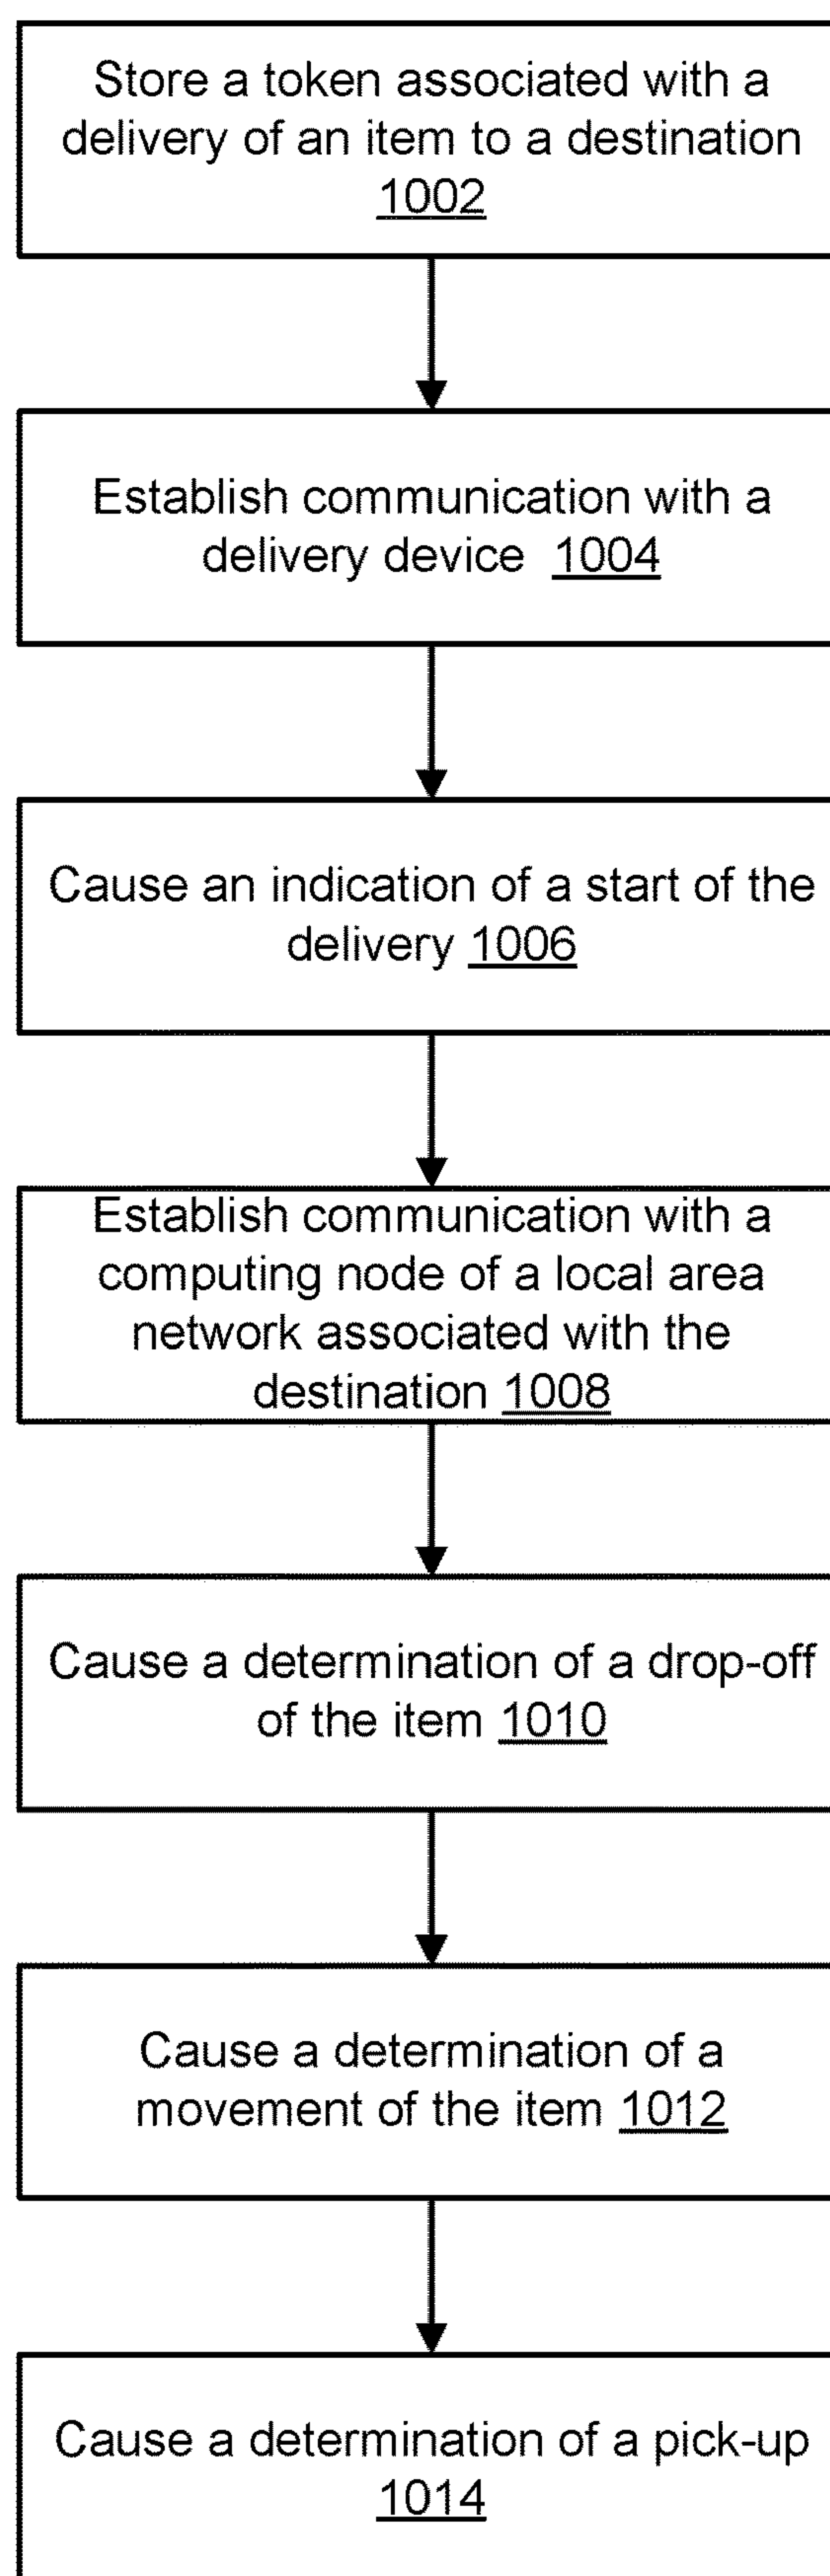 Store a token associated with a
delivery of an item to a destination
1002
Establish communication with a
delivery device 1004
Cause an indication of a start of the
delivery 1006
Establish communication with a
computing node of a local area
network associated with the
destination 1008
Cause a determination of a drop-off
of the item 1010
Cause a determination of a
movement of the item 1012
Cause a determination of a pick-up
1014